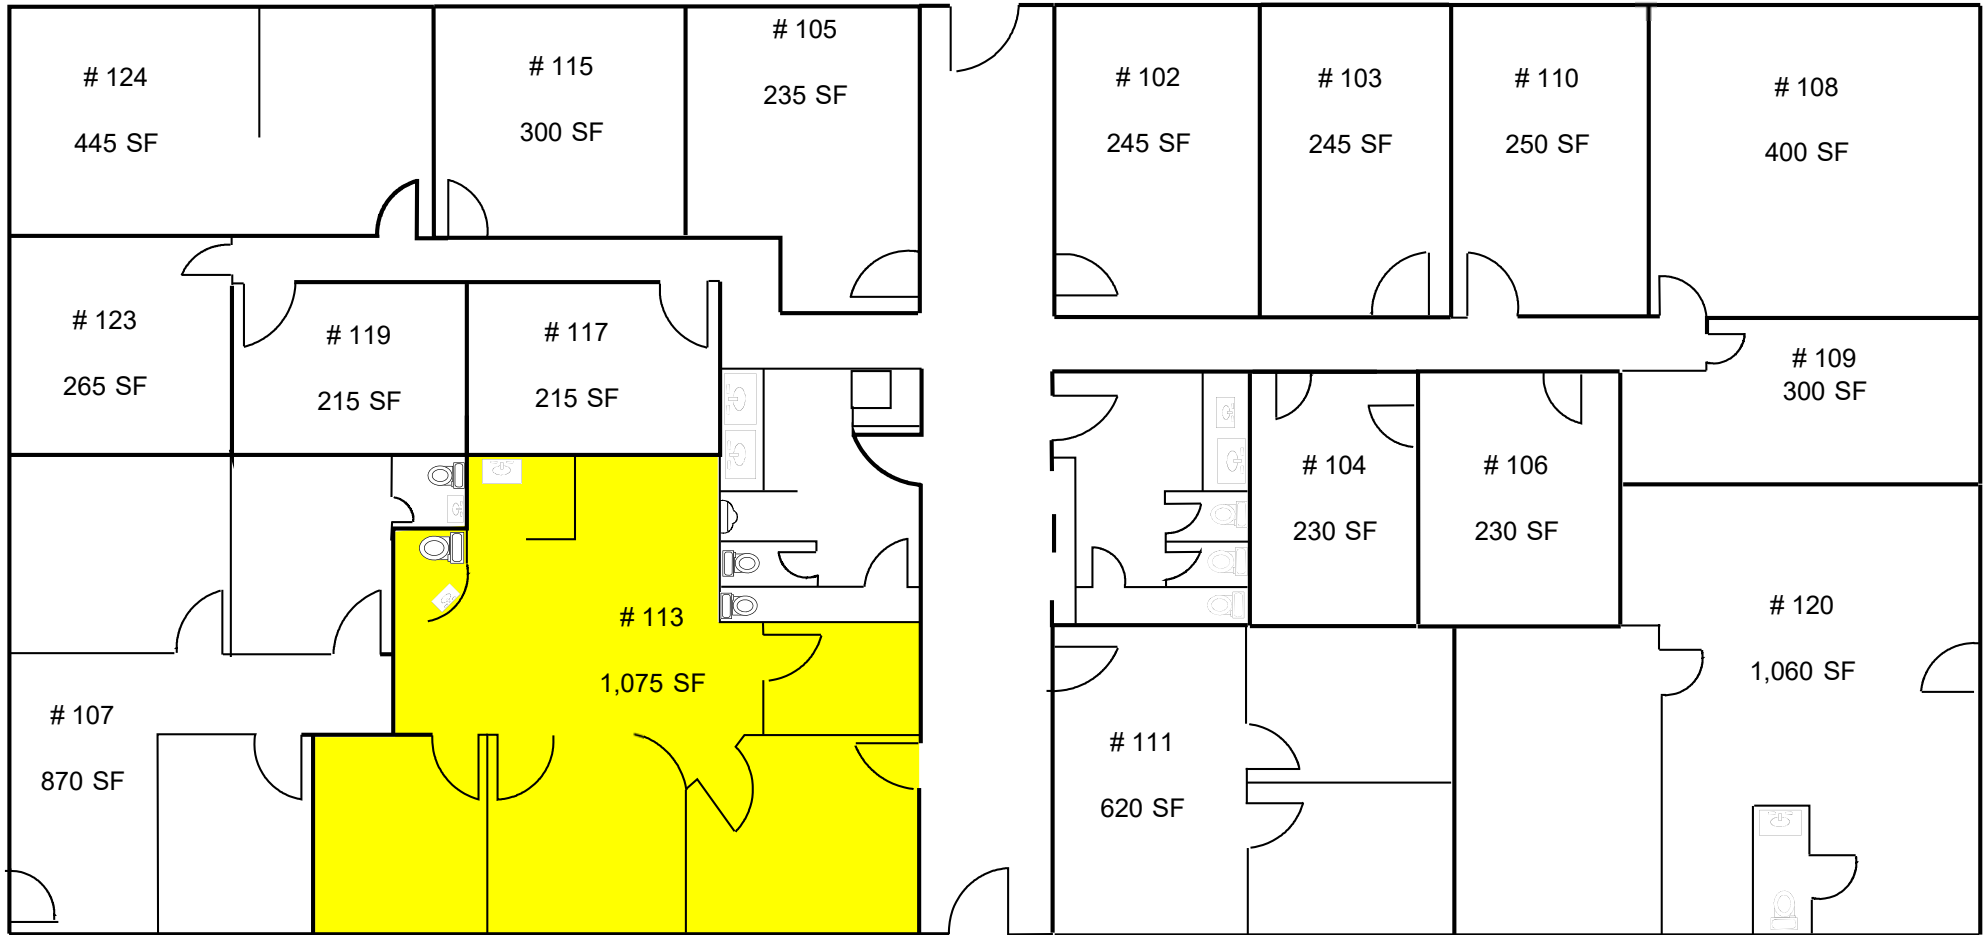 # 124
445 SF
# 115
300 SF
# 105
235 SF
# 102
245 SF
# 103
245 SF
# 110
250 SF
# 108
400 SF
# 123
265 SF
# 119
215 SF
# 117
215 SF
# 109
300 SF
# 104
230 SF
# 106
230 SF
# 113
1,075 SF
# 120
1,060 SF
# 107
870 SF
# 111
620 SF